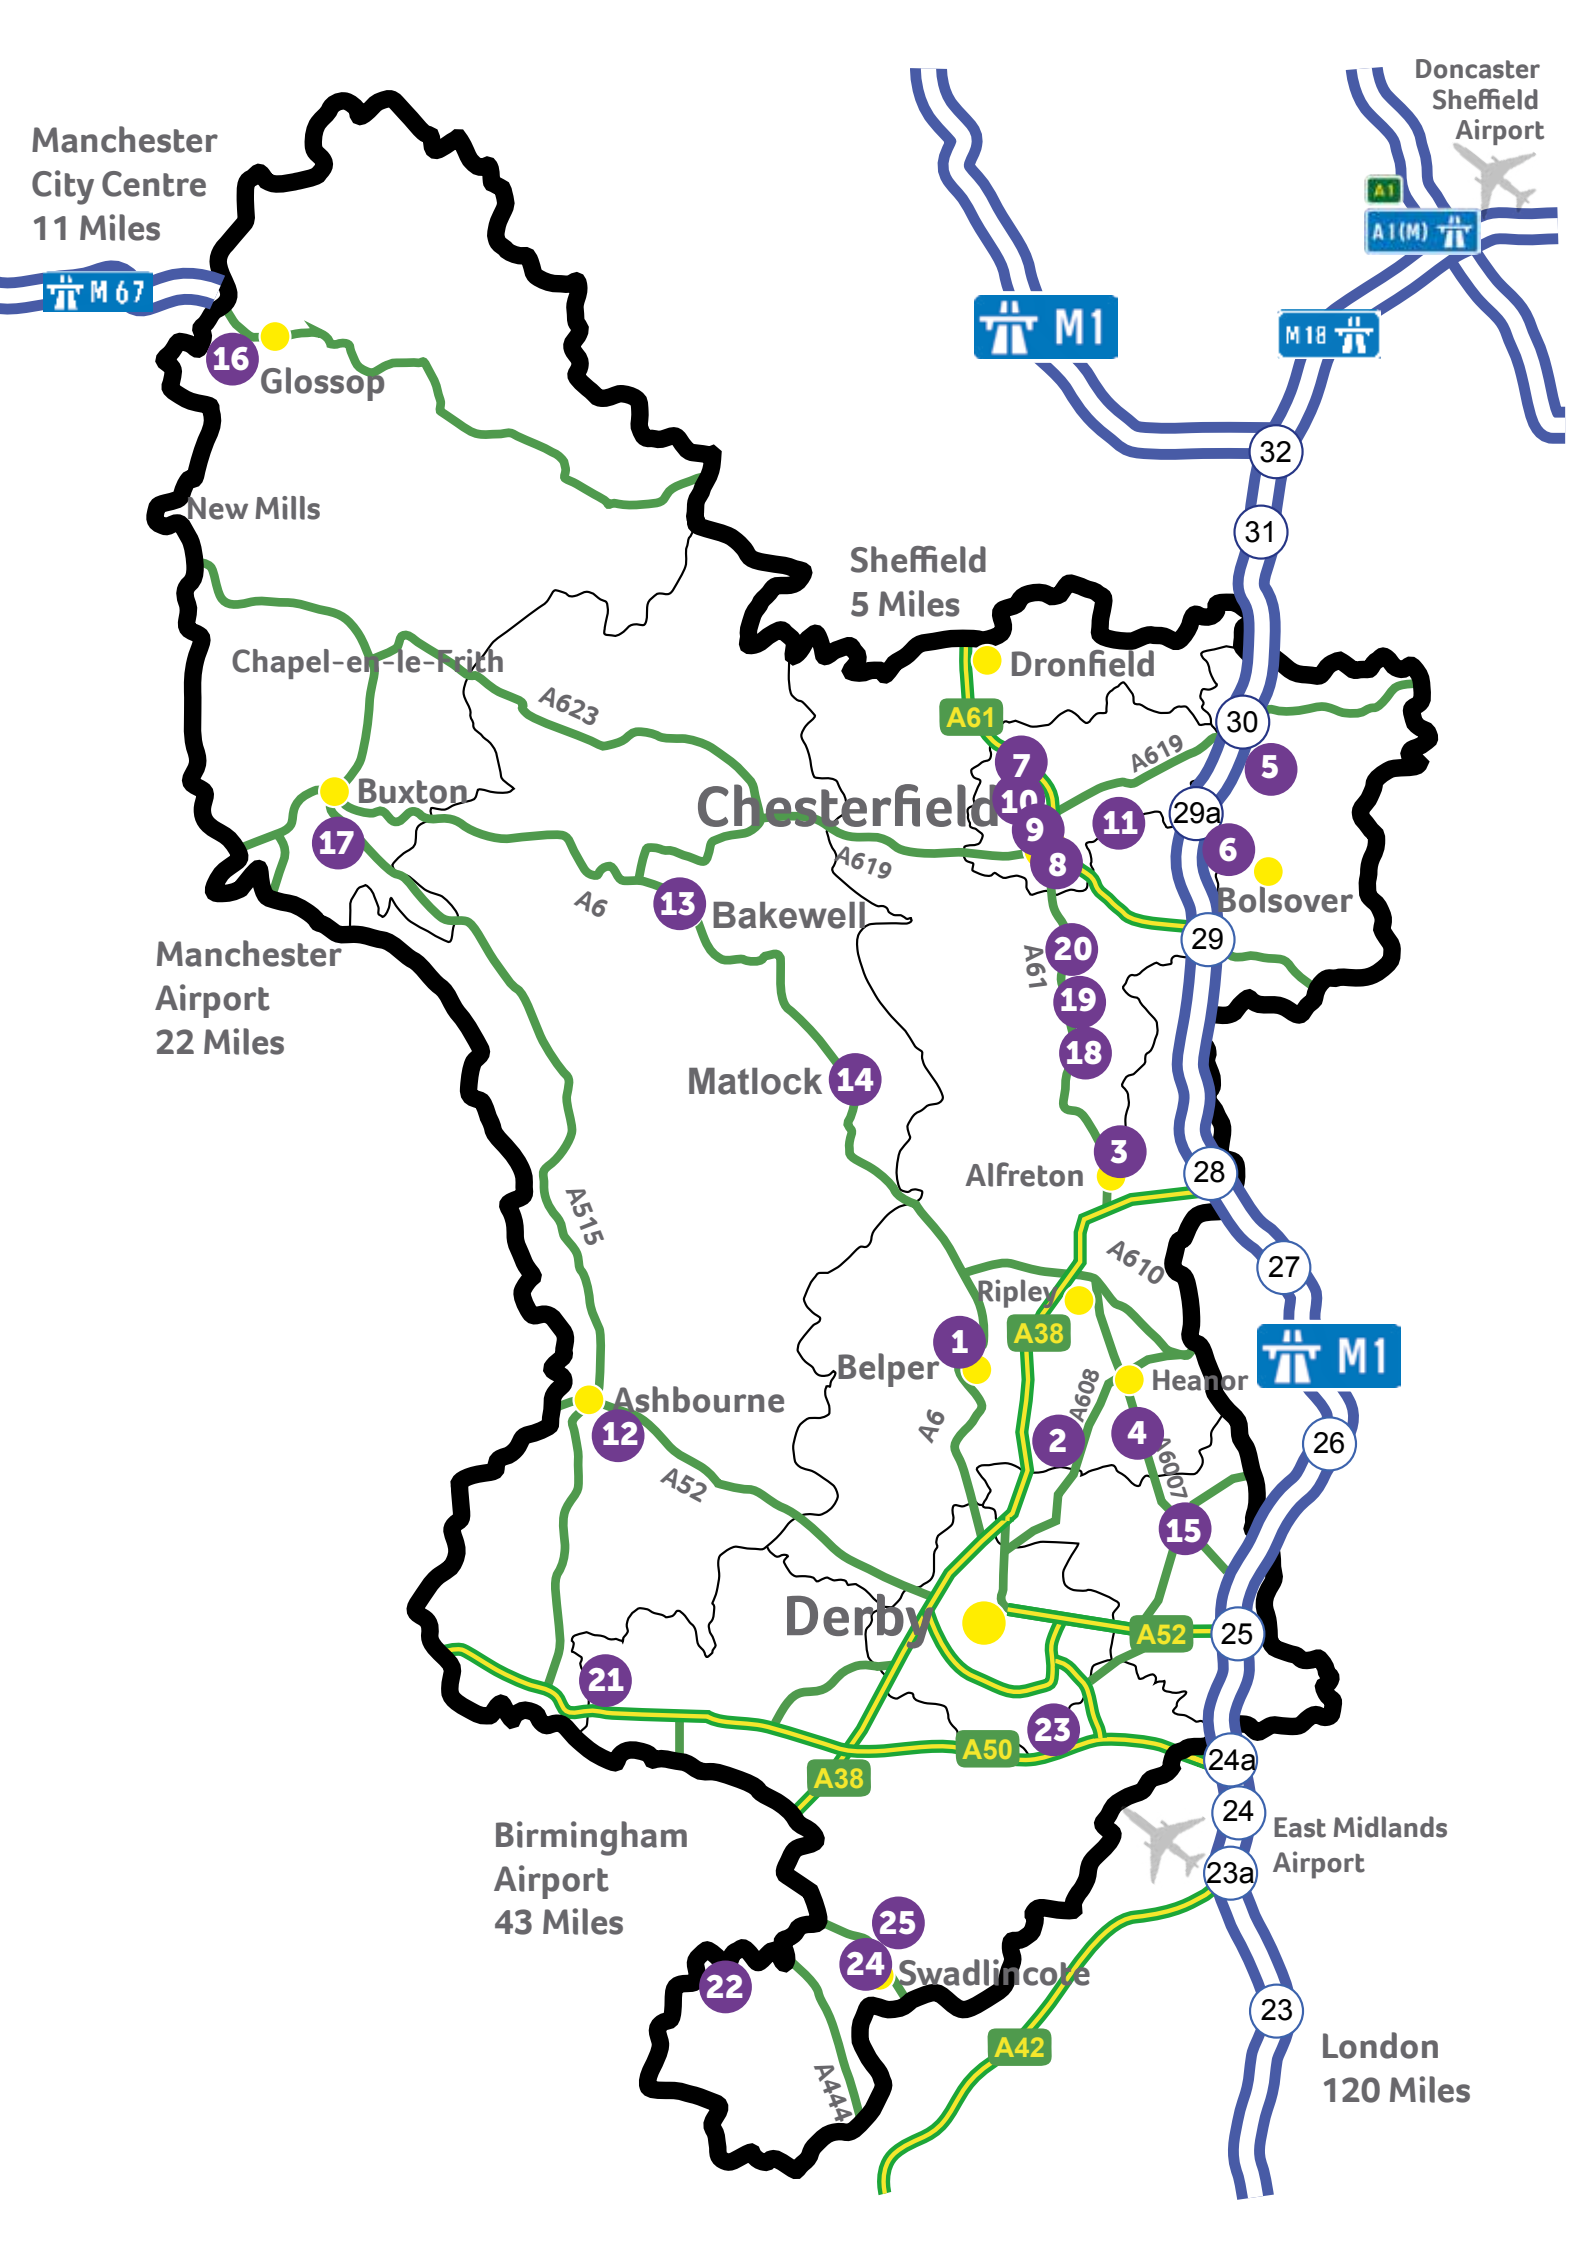 Doncaster
Sheffield
Airport
Manchester
City Centre
11 Miles
A1
A1(M)
M67
M1
M18
16
Glossop
32
New Mills
31
Sheffield
5 Miles
Chapel-en-le-Frith
Dronfield
A623
A61
30
A619
7
5
Buxton
Chesterfield
10
29a
11
9
17
6
A619
8
Bolsover
A6
13
Bakewell
29
Manchester
Airport
22 Miles
20
A61
19
18
Matlock
14
3
Alfreton
28
A515
A610
27
Ripley
A38
1
M1
Belper
Heanor
A608
Ashbourne
12
A6
2
4
26
A52
A6007
15
Derby
A52
25
21
23
A50
24a
A38
24
East Midlands
Airport
Birmingham
Airport
43 Miles
23a
25
24
Swadlincote
22
23
A42
London
120 Miles
A444